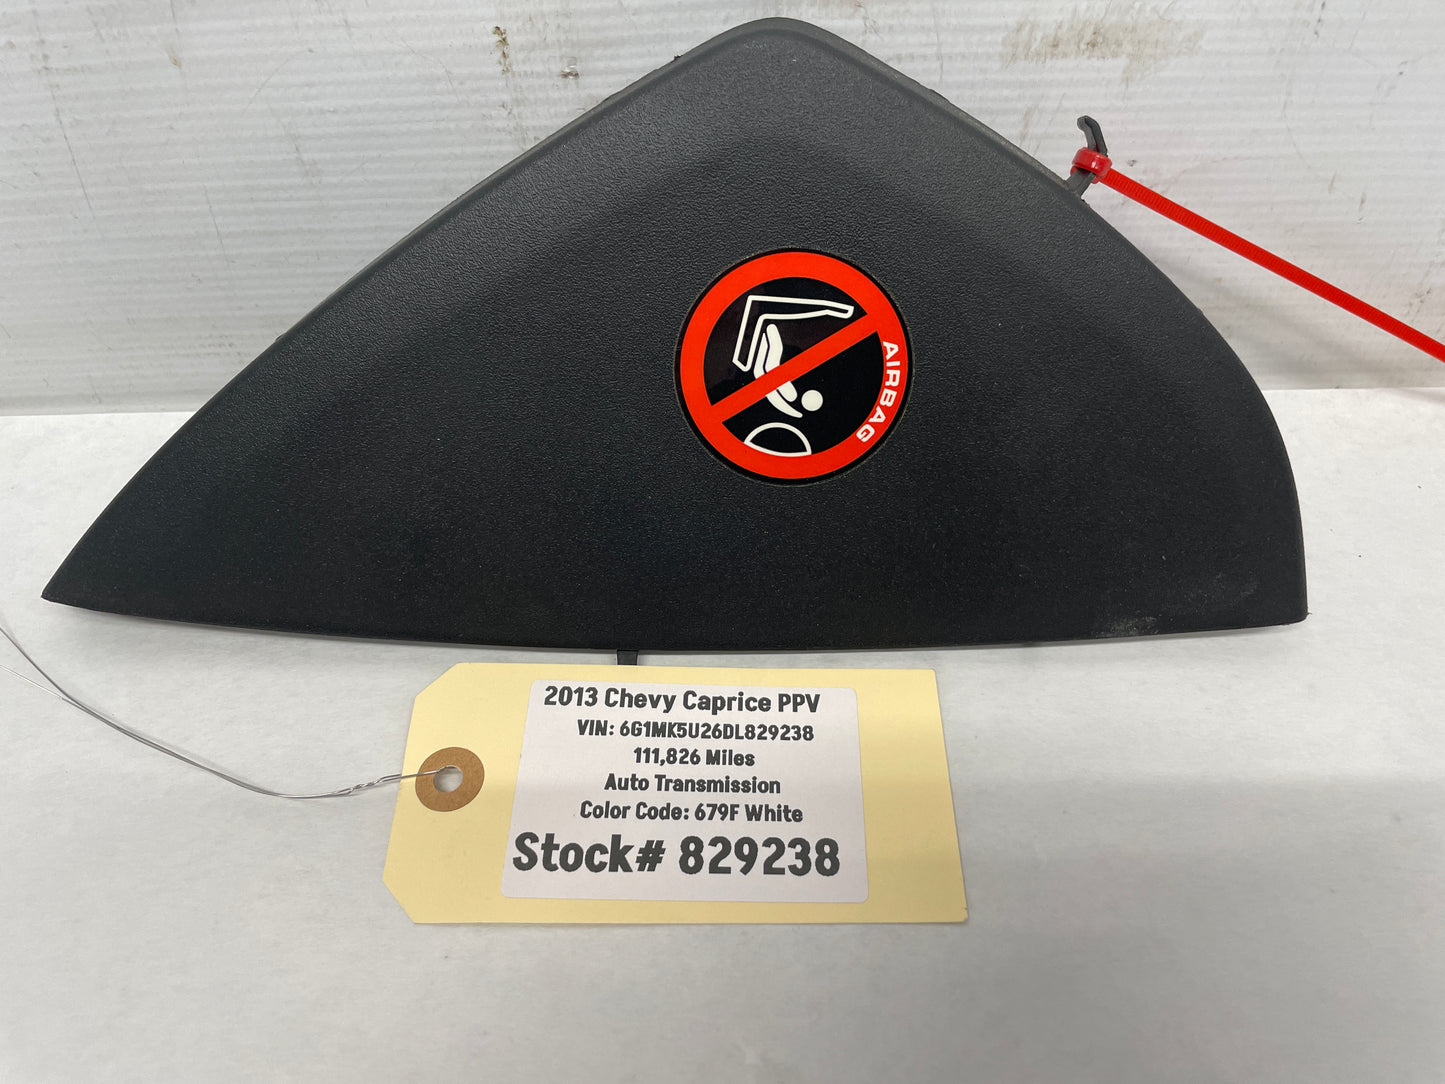 AIRBAG
2013 Chevy Caprice PPV
VIN: 6G1MK5U26DL829238
111,826 Miles
Auto Transmission
Color Code: 679F White
Stock# 829238